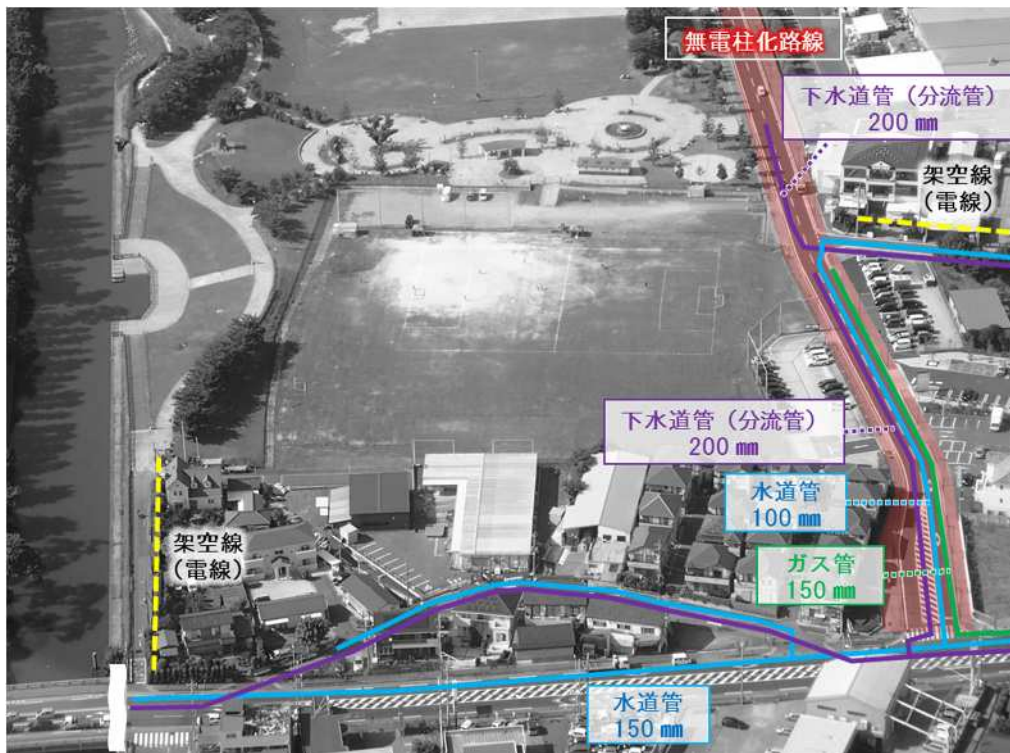 無電柱化路線
下水道管（分流管）
200 ㎜
架空線
（電線）
下水道管（分流管）
200 ㎜
水道管
100 ㎜
架空線
（電線）
ガス管
150 ㎜
水道管
150 ㎜